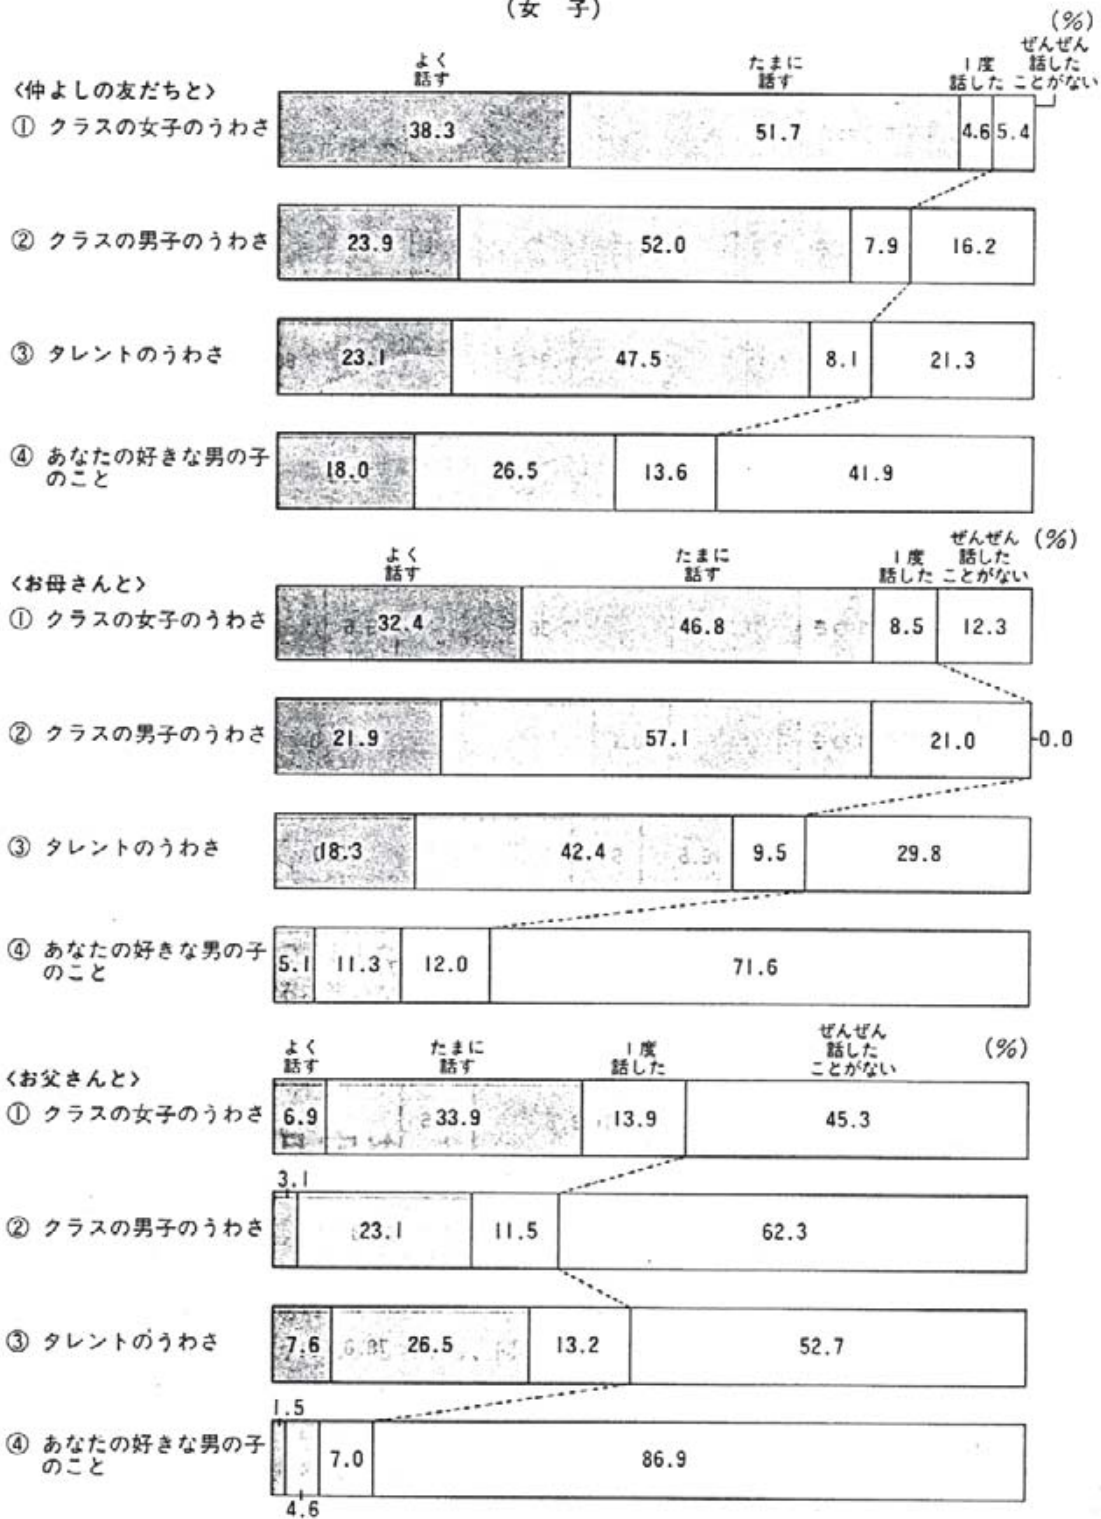 (女 子)
(%)
よく
話す
たまに
話す
1度
話した
ぜんぜん
話した
ことがない
<仲よしの友だちと>
① クラスの女子のうわさ
38.3 51.7 4.6 5.4
② クラスの男子のうわさ
23.9 52.0 7.9 16.2
③ タレントのうわさ
23.1 47.5 8.1 21.3
④ あなたの好きな男の子
のこと
18.0 26.5 13.6 41.9
(%)
よく
話す
たまに
話す
1度
話した
ぜんぜん
話した
ことがない
<お母さんと>
① クラスの女子のうわさ
32.4 46.8 8.5 12.3
② クラスの男子のうわさ
21.9 57.1 21.0 0.0
③ タレントのうわさ
18.3 42.4 9.5 29.8
④ あなたの好きな男の子
のこと
5.1 11.3 12.0 71.6
よく
話す
たまに
話す
1度
話した
ぜんぜん
話した
ことがない
(%)
<お父さんと>
① クラスの女子のうわさ
6.9 33.9 13.9 45.3
② クラスの男子のうわさ
3.1 23.1 11.5 62.3
③ タレントのうわさ
7.6 26.5 13.2 52.7
④ あなたの好きな男の子
のこと
1.5 4.6 7.0 86.9